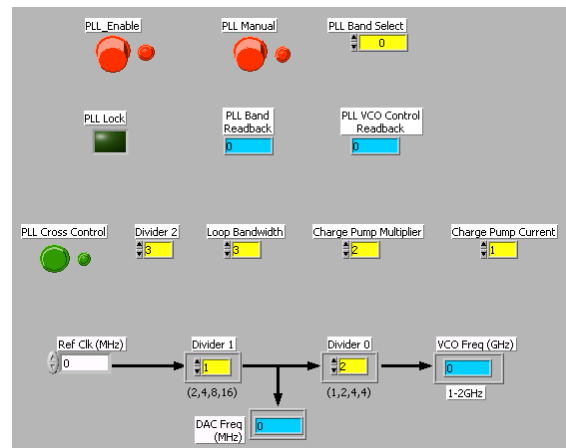 PLL_Enable
PLL Manual
PLL Band Select
0
PLL Lock
PLL Band
Readback
0
PLL VCO Control
Readback
0
PLL Cross Control
Divider 2
3
Loop Bandwidth
3
Charge Pump Multiplier
2
Charge Pump Current
1
Ref Clk (MHz)
0
Divider 1
1
(2,4,8,16)
Divider 0
2
(1,2,4,4)
VCO Freq (GHz)
0
1-2GHz
DAC Freq
(MHz)
0